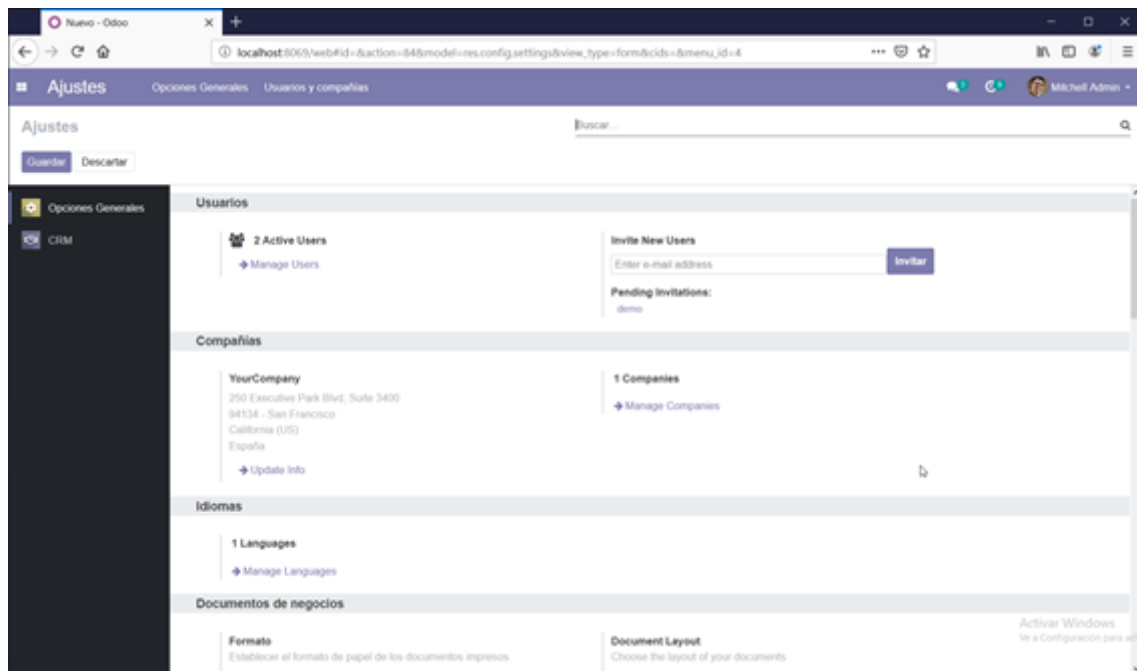 Nuevo - Odoo
localhost:8069/web#id=&action=84&model=res.config.settings&view_type=form&cids=&menu_id=4
Ajustes Opciones Generales Usuarios y compañías Mitchell Admin
Ajustes Buscar...
Guardar Descartar
Opciones Generales
CRM
Usuarios
2 Active Users
Manage Users
Invite New Users
Enter e-mail address Invitar
Pending Invitations:
demo
Compañías
YourCompany
250 Executive Park Blvd, Suite 3400
94134 - San Francisco
California (US)
España
Update Info
1 Companies
Manage Companies
Idiomas
1 Languages
Manage Languages
Documentos de negocios
Formato
Establecer el formato de papel de los documentos impresos
Document Layout
Choose the layout of your documents
Activar Windows
Ve a Configuración para